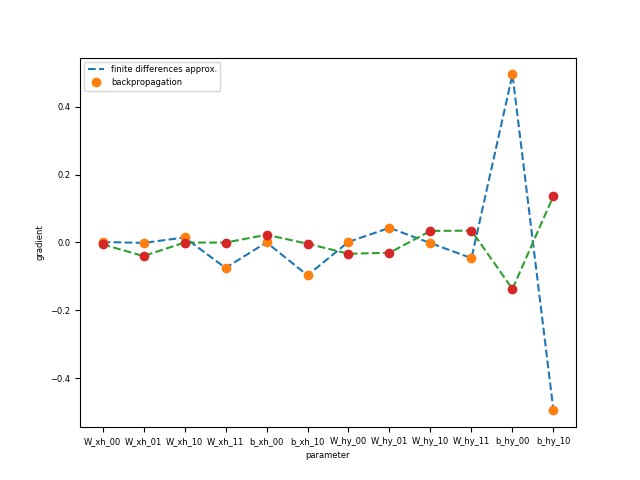 finite differences approx.
backpropagation
0.4
0.2
0.0
−0.2
−0.4
gradient
W_xh_00 W_xh_01 W_xh_10 W_xh_11 b_xh_00 b_xh_10 W_hy_00 W_hy_01 W_hy_10 W_hy_11 b_hy_00 b_hy_10
parameter